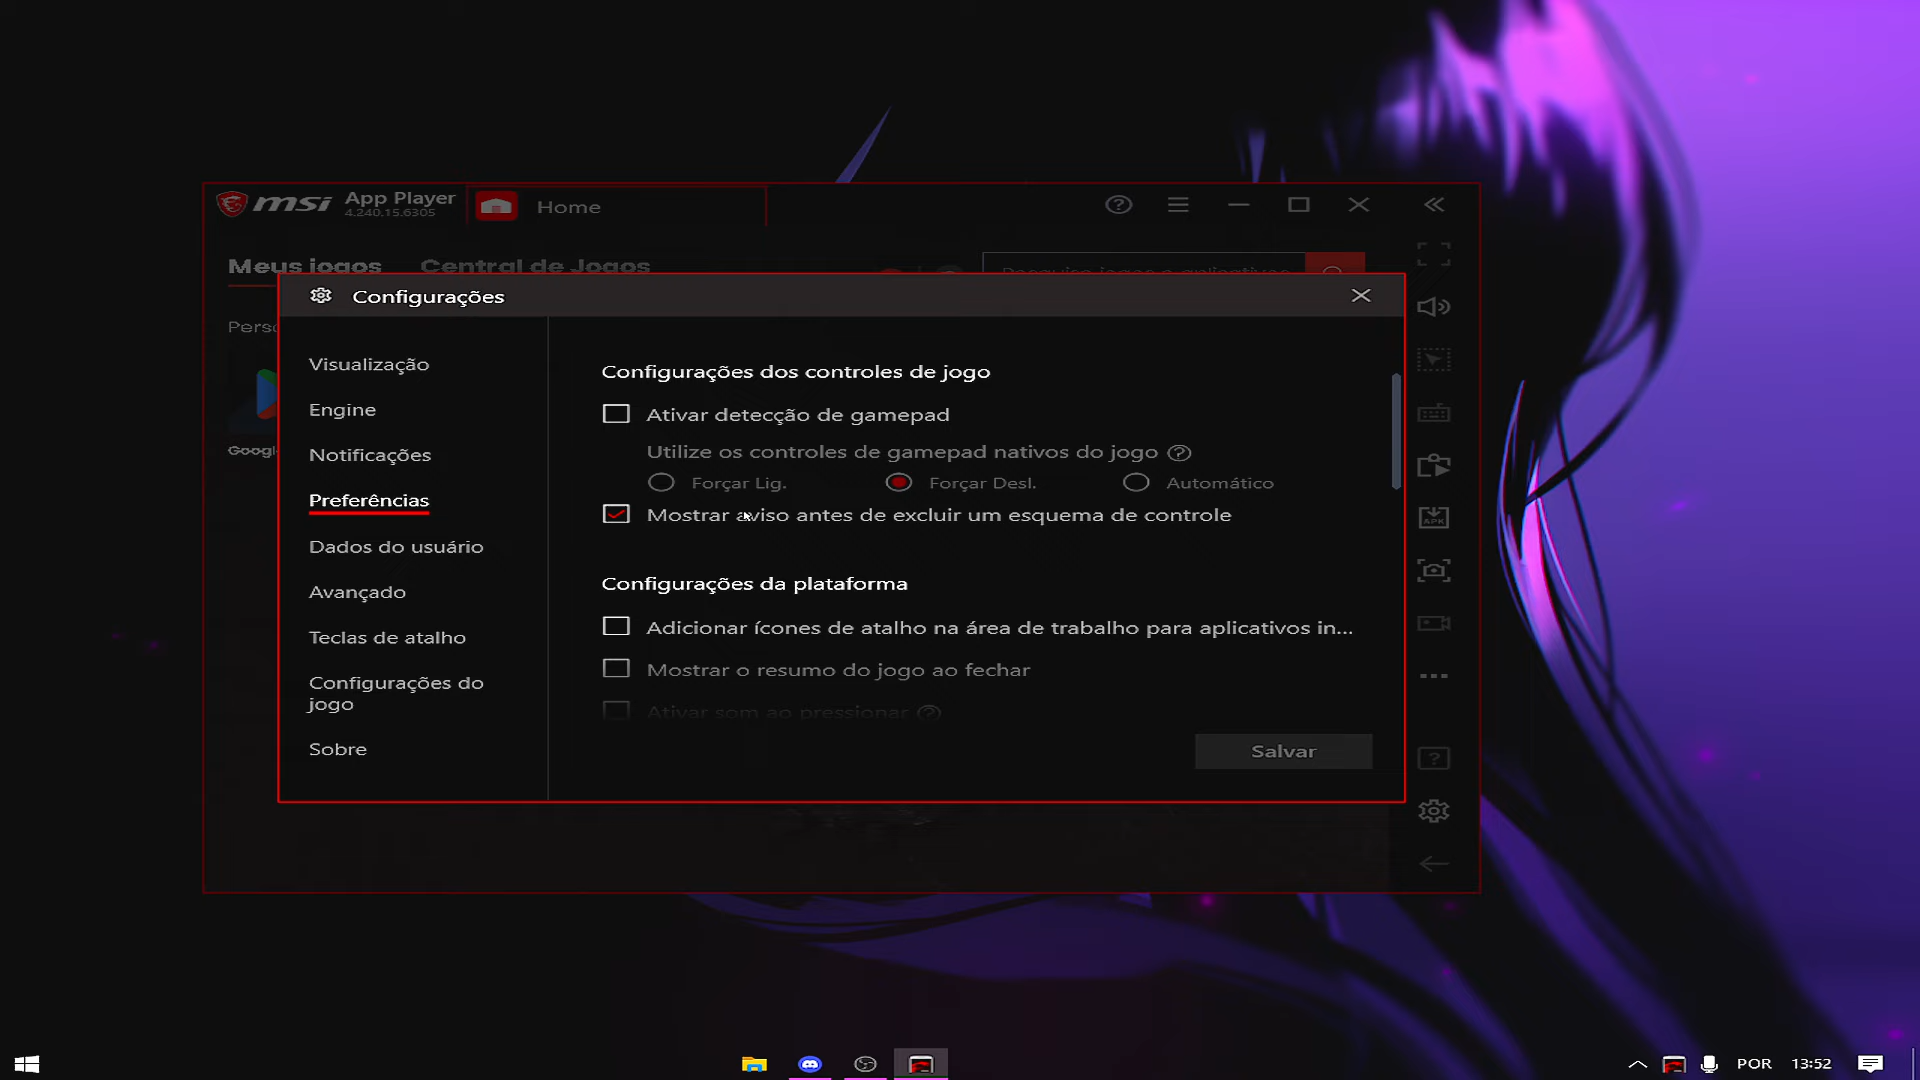 msi App Player
4.240.15.6305
Home
Meus jogos Central de Jogos
Pesquise jogos e aplicativos
Configurações
Visualização
Engine
Notificações
Preferências
Dados do usuário
Avançado
Teclas de atalho
Configurações do
jogo
Sobre
Configurações dos controles de jogo
Ativar detecção de gamepad
Utilize os controles de gamepad nativos do jogo ?
Forçar Lig. Forçar Desl. Automático
Mostrar aviso antes de excluir um esquema de controle
Configurações da plataforma
Adicionar ícones de atalho na área de trabalho para aplicativos in...
Mostrar o resumo do jogo ao fechar
Ativar som ao pressionar ?
Salvar
APK
POR 13:52